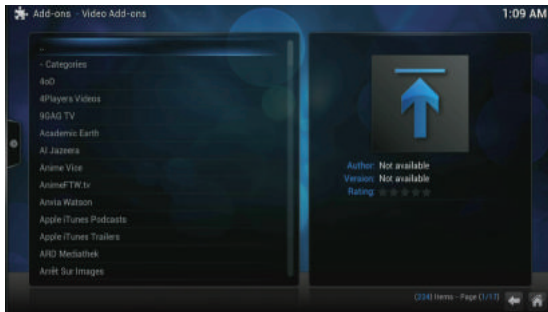 Add-ons - Video Add-ons
1:09 AM
..
- Categories
4oD
4Players Videos
9GAG TV
Academic Earth
Al Jazeera
Anime Vice
AnimeFTW.tv
Anvia Watson
Apple iTunes Podcasts
Apple iTunes Trailers
ARD Mediathek
Arrêt Sur Images
Author: Not available
Version: Not available
Rating:
(234) Items - Page (1/17)